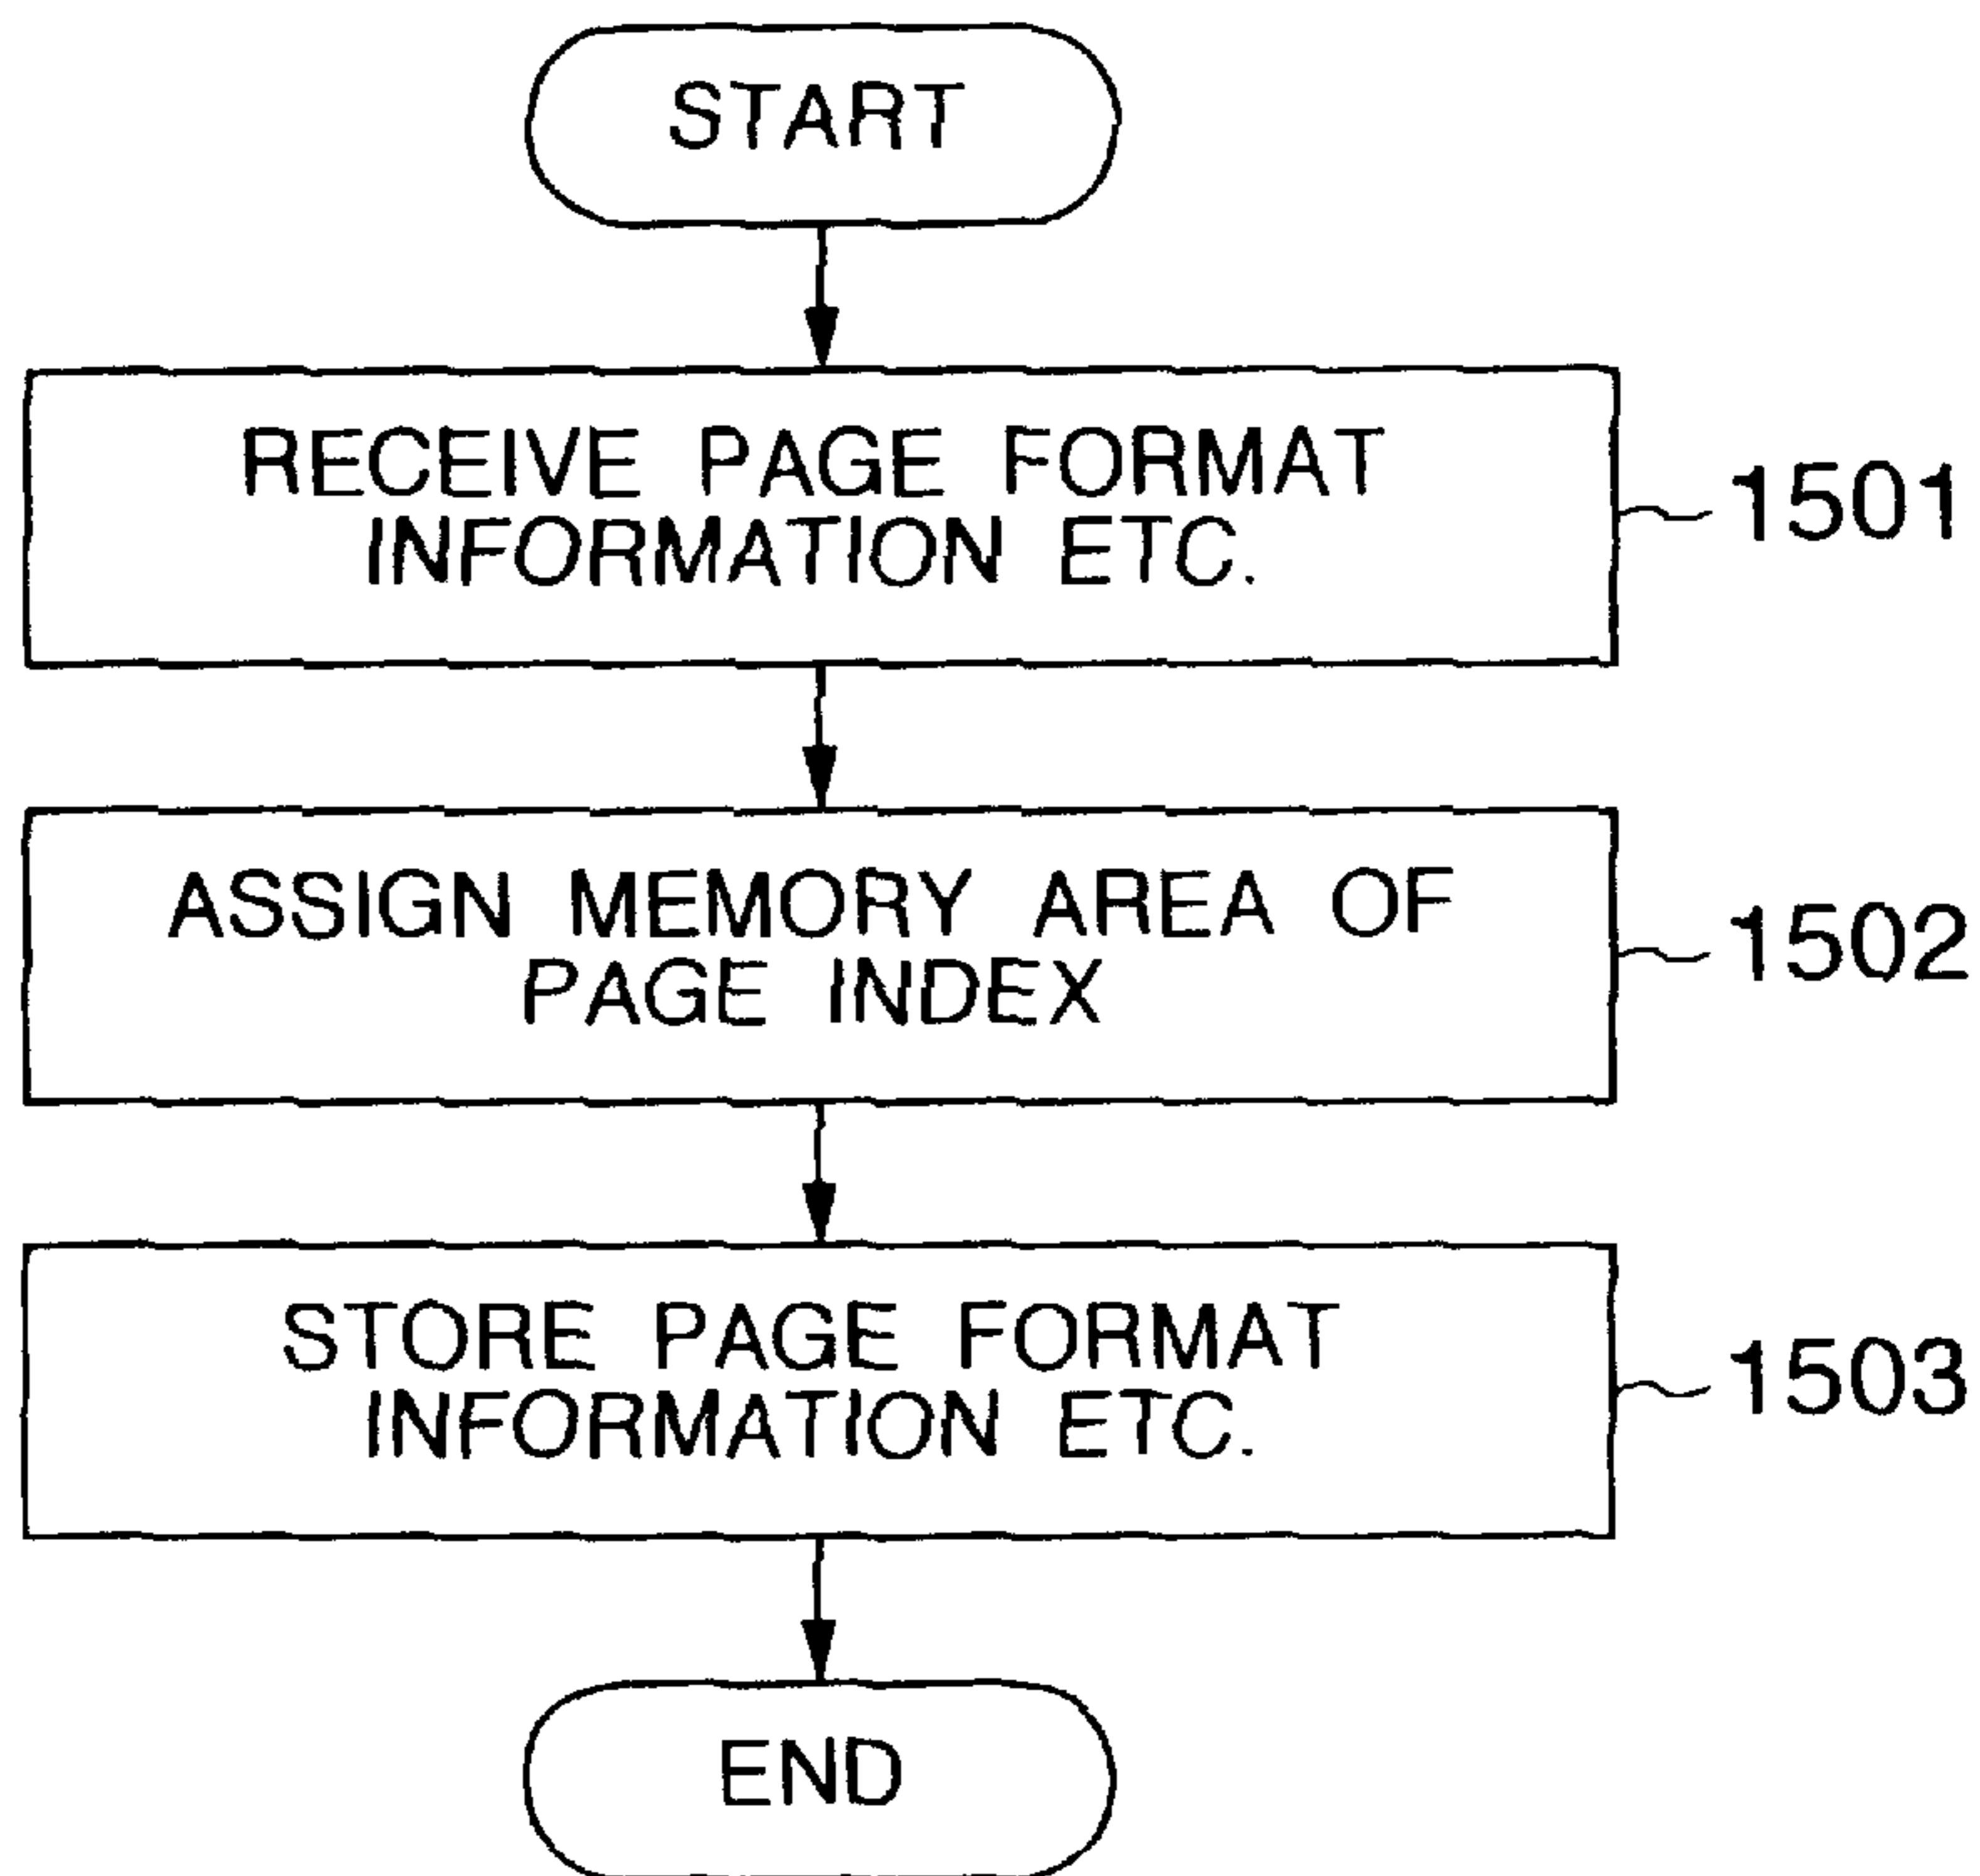 START
RECEIVE PAGE FORMAT
INFORMATION ETC.
1501
ASSIGN MEMORY AREA OF
PAGE INDEX
1502
STORE PAGE FORMAT
INFORMATION ETC.
1503
END